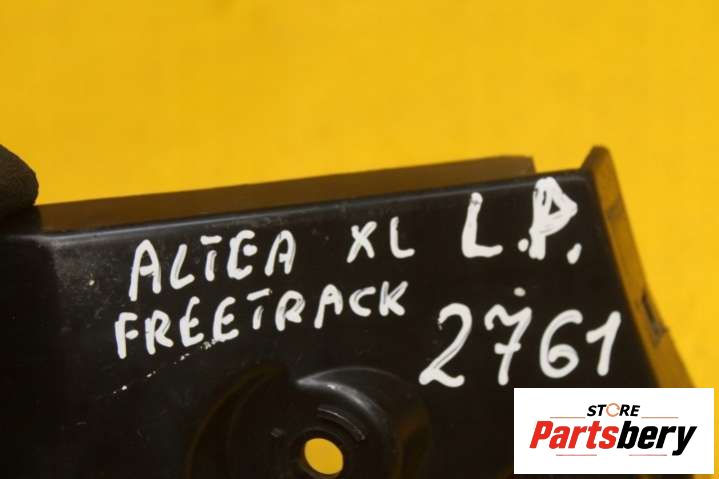 ALTEA XL L.P.
FREETRACK 2761
STORE
Partsbery